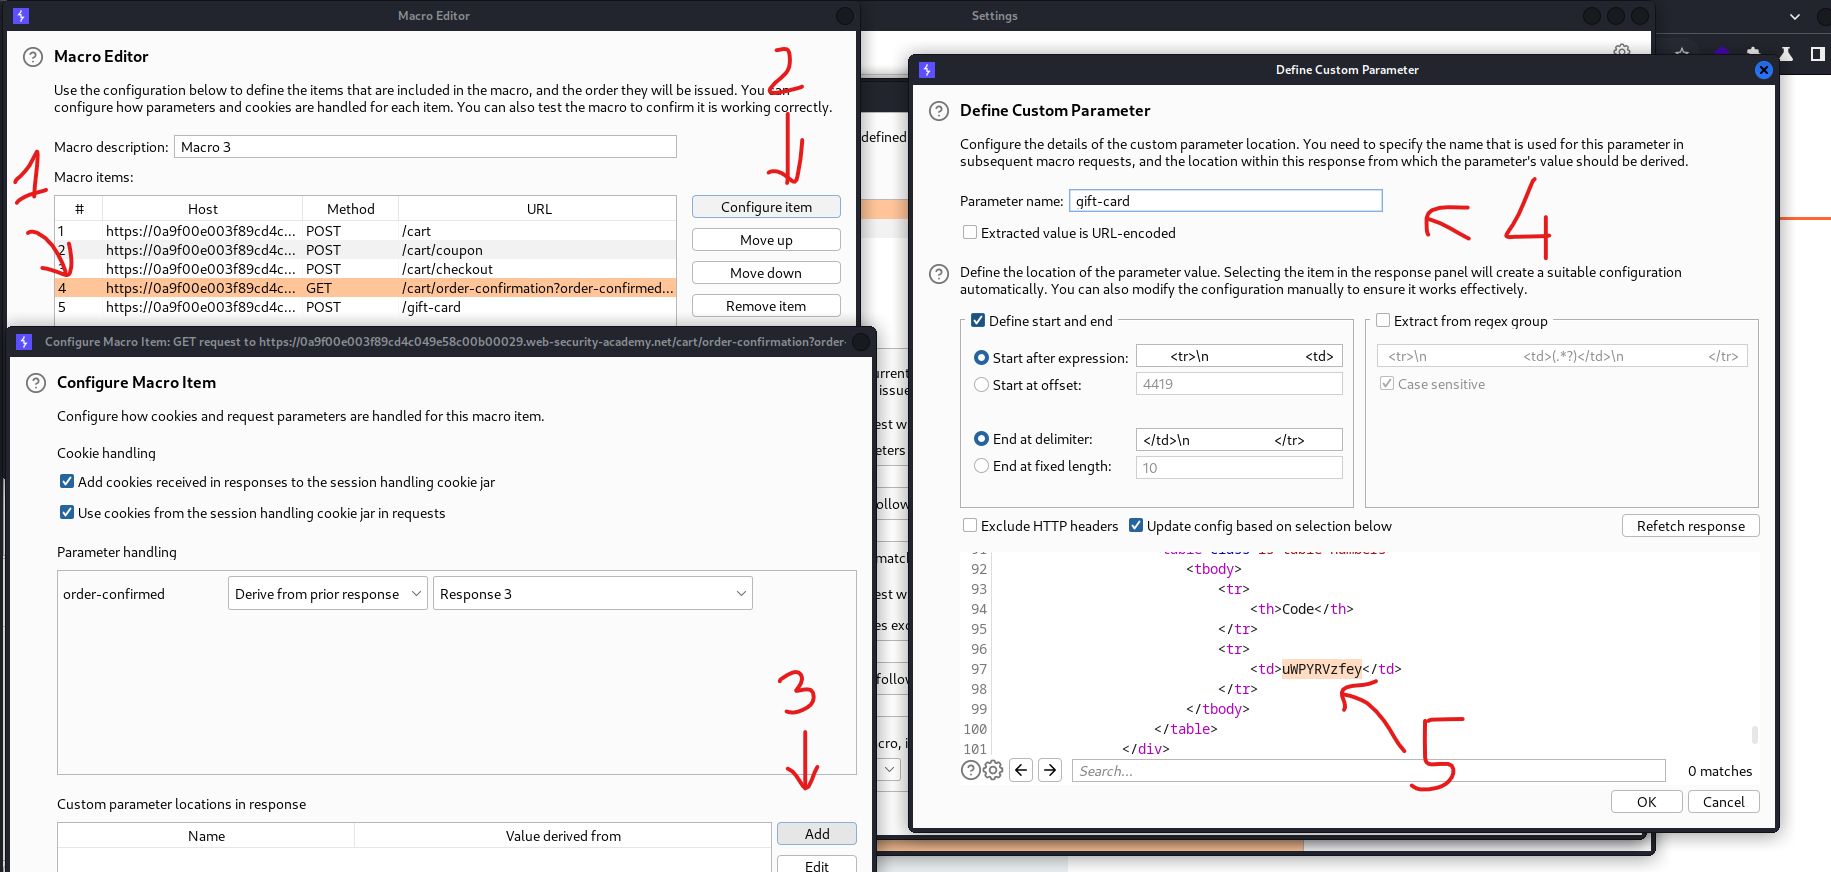 Macro Editor
Macro Editor
Use the configuration below to define the items that are included in the macro, and the order they will be issued. You can
configure how parameters and cookies are handled for each item. You can also test the macro to confirm it is working correctly.
Macro description: Macro 3
Macro items:
# Host Method URL
1 https://0a9f00e003f89cd4c... POST /cart
2 https://0a9f00e003f89cd4c... POST /cart/coupon
3 https://0a9f00e003f89cd4c... POST /cart/checkout
4 https://0a9f00e003f89cd4c... GET /cart/order-confirmation?order-confirmed...
5 https://0a9f00e003f89cd4c... POST /gift-card
Configure item
Move up
Move down
Remove item
1
2
Configure Macro Item: GET request to https://0a9f00e003f89cd4c049e58c00b00029.web-security-academy.net/cart/order-confirmation?order-
Configure Macro Item
Configure how cookies and request parameters are handled for this macro item.
Cookie handling
Add cookies received in responses to the session handling cookie jar
Use cookies from the session handling cookie jar in requests
Parameter handling
order-confirmed Derive from prior response Response 3
3
Custom parameter locations in response
Name Value derived from
Add
Edit
Settings
defined
urrent
issue
est w
eters
ollow
match
est w
es exc
follow
cro, i
Define Custom Parameter
Define Custom Parameter
Configure the details of the custom parameter location. You need to specify the name that is used for this parameter in
subsequent macro requests, and the location within this response from which the parameter's value should be derived.
Parameter name: gift-card
4
Extracted value is URL-encoded
Define the location of the parameter value. Selecting the item in the response panel will create a suitable configuration
automatically. You can also modify the configuration manually to ensure it works effectively.
Define start and end
Start after expression: <tr>\n <td>
Start at offset: 4419
End at delimiter: </td>\n </tr>
End at fixed length: 10
Extract from regex group
<tr>\n <td>(.*?)</td>\n </tr>
Case sensitive
Exclude HTTP headers Update config based on selection below Refetch response
92 <tbody>
93 <tr>
94 <th>Code</th>
95 </tr>
96 <tr>
97 <td>uWPYRVzfey</td>
98 </tr>
99 </tbody>
100 </table>
101 </div>
5
Search... 0 matches
OK Cancel